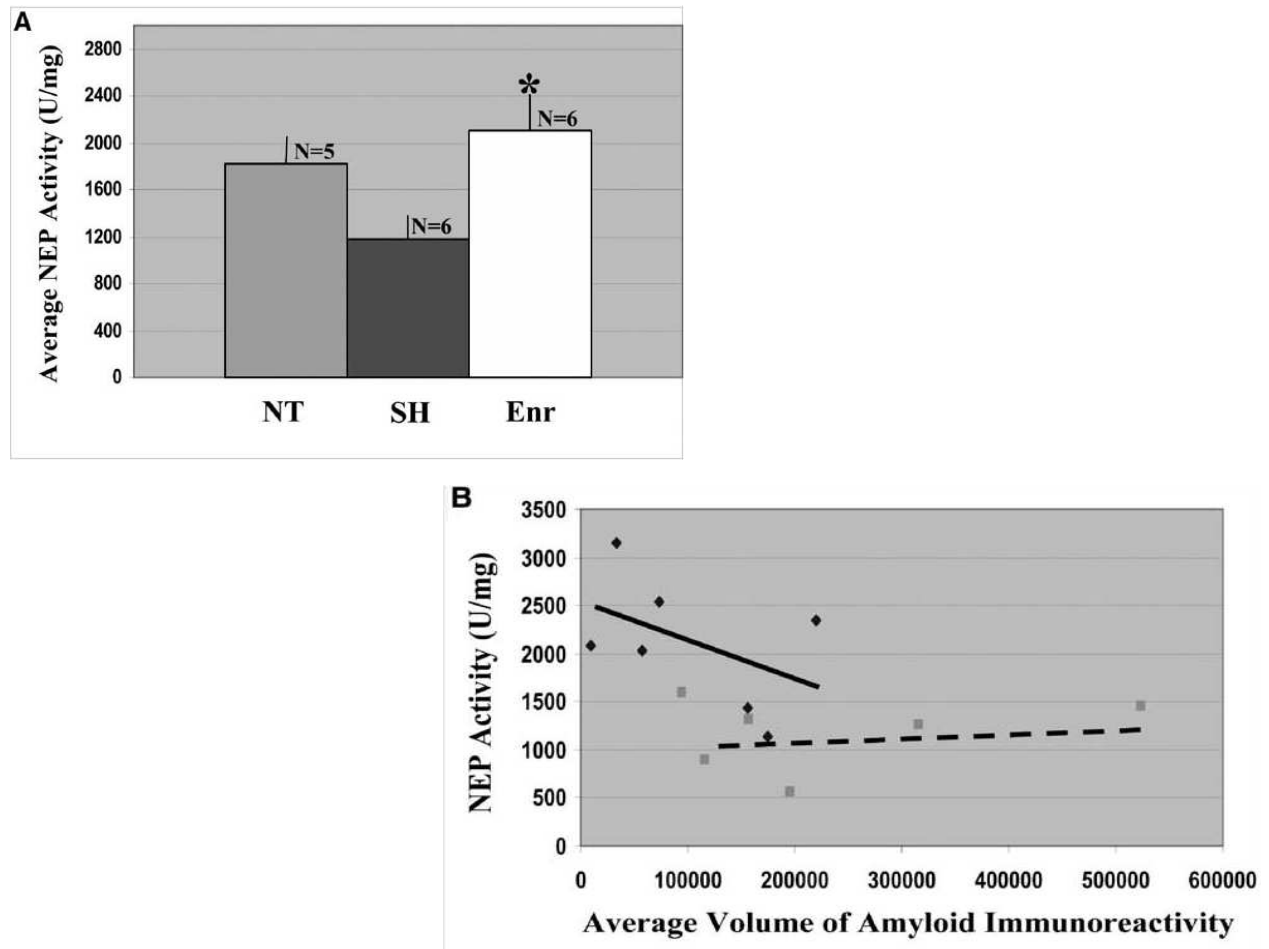 A
Average NEP Activity (U/mg)
2800
2400
2000
1600
1200
800
400
0
*
N=5
N=6
N=6
NT SH Enr
B
NEP Activity (U/mg)
3500
3000
2500
2000
1500
1000
500
0
0 100000 200000 300000 400000 500000 600000
Average Volume of Amyloid Immunoreactivity